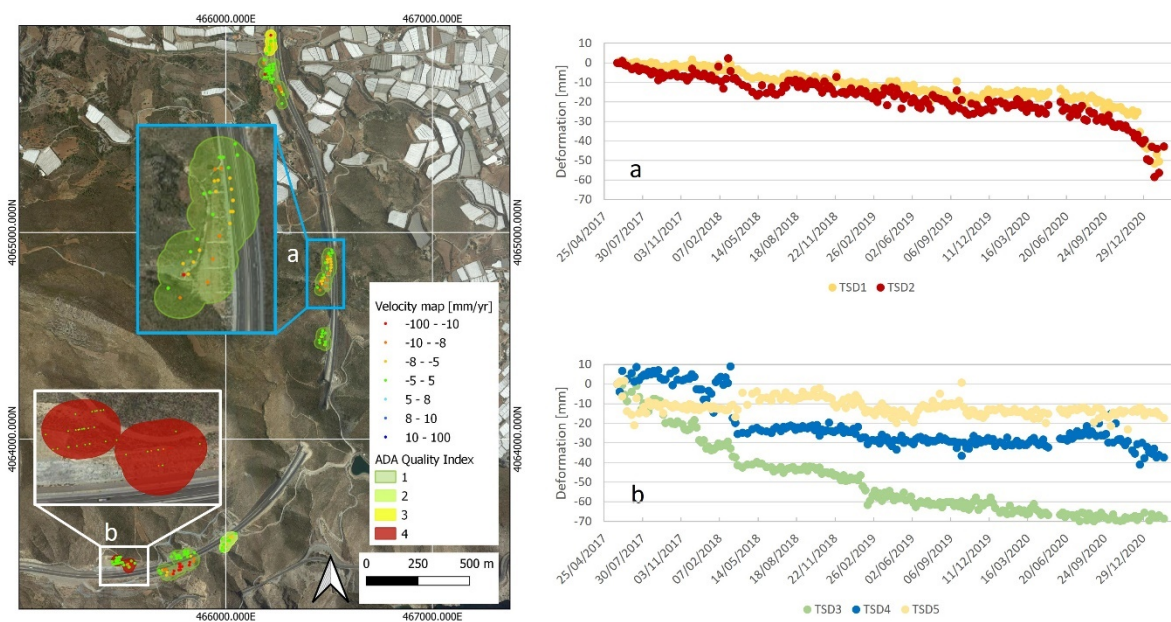 466000.000E 467000.000E
4065000.000N 4065000.000N
a
Velocity map [mm/yr]
-100 - -10
-10 - -8
-8 - -5
-5 - 5
5 - 8
8 - 10
10 - 100
ADA Quality Index
1
2
3
4
4064000.000N 4064000.000N
b
0 250 500 m
466000.000E 467000.000E
Deformation [mm]
10
0
-10
-20
-30
-40
-50
-60
-70
a
25/04/2017 30/07/2017 03/11/2017 07/02/2018 14/05/2018 18/08/2018 22/11/2018 26/02/2019 02/06/2019 06/09/2019 11/12/2019 16/03/2020 20/06/2020 24/09/2020 29/12/2020
TSD1 TSD2
Deformation [mm]
10
0
-10
-20
-30
-40
-50
-60
-70
b
25/04/2017 30/07/2017 03/11/2017 07/02/2018 14/05/2018 18/08/2018 22/11/2018 26/02/2019 02/06/2019 06/09/2019 11/12/2019 16/03/2020 20/06/2020 24/09/2020 29/12/2020
TSD3 TSD4 TSD5